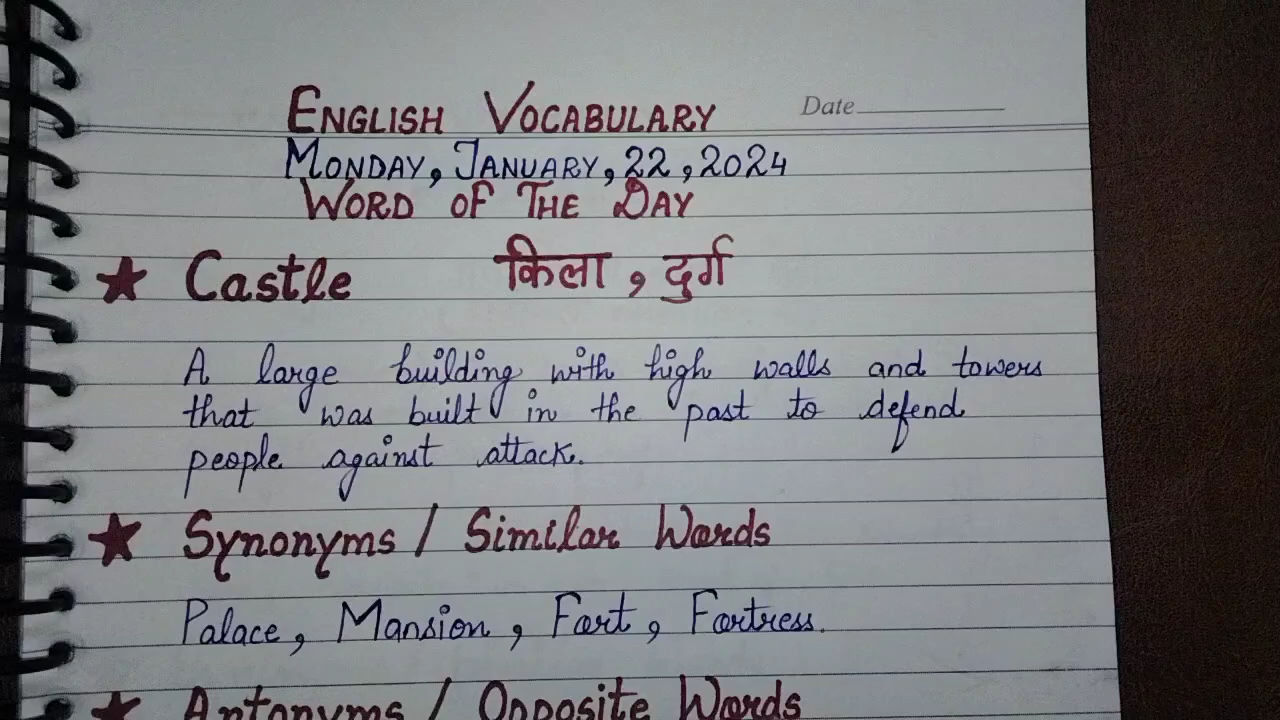 ENGLISH VOCABULARY
Date
MONDAY, JANUARY, 22, 2024
WORD OF THE DAY
★ Castle किला, दुर्ग
A large building with high walls and towers
that was built in the past to defend
people against attack.
★ Synonyms / Similar Words
Palace, Mansion, Fort, Fortress.
★ Antonyms / Opposite Words